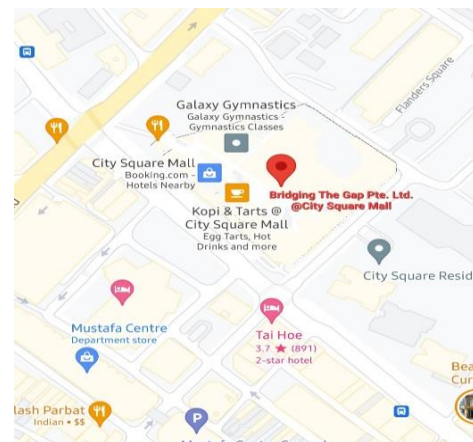 Flanders Square
Galaxy Gymnastics
Galaxy Gymnastics -
Gymnastics Classes
City Square Mall
Booking.com -
Hotels Nearby
Bridging The Gap Pte. Ltd.
@City Square Mall
Kopi & Tarts @
City Square Mall
Egg Tarts, Hot
Drinks and more
City Square Resid
Tai Hoe
3.7 ★ (891)
2-star hotel
Mustafa Centre
Department store
Bea
Cur
lash Parbat
Indian • $$
P